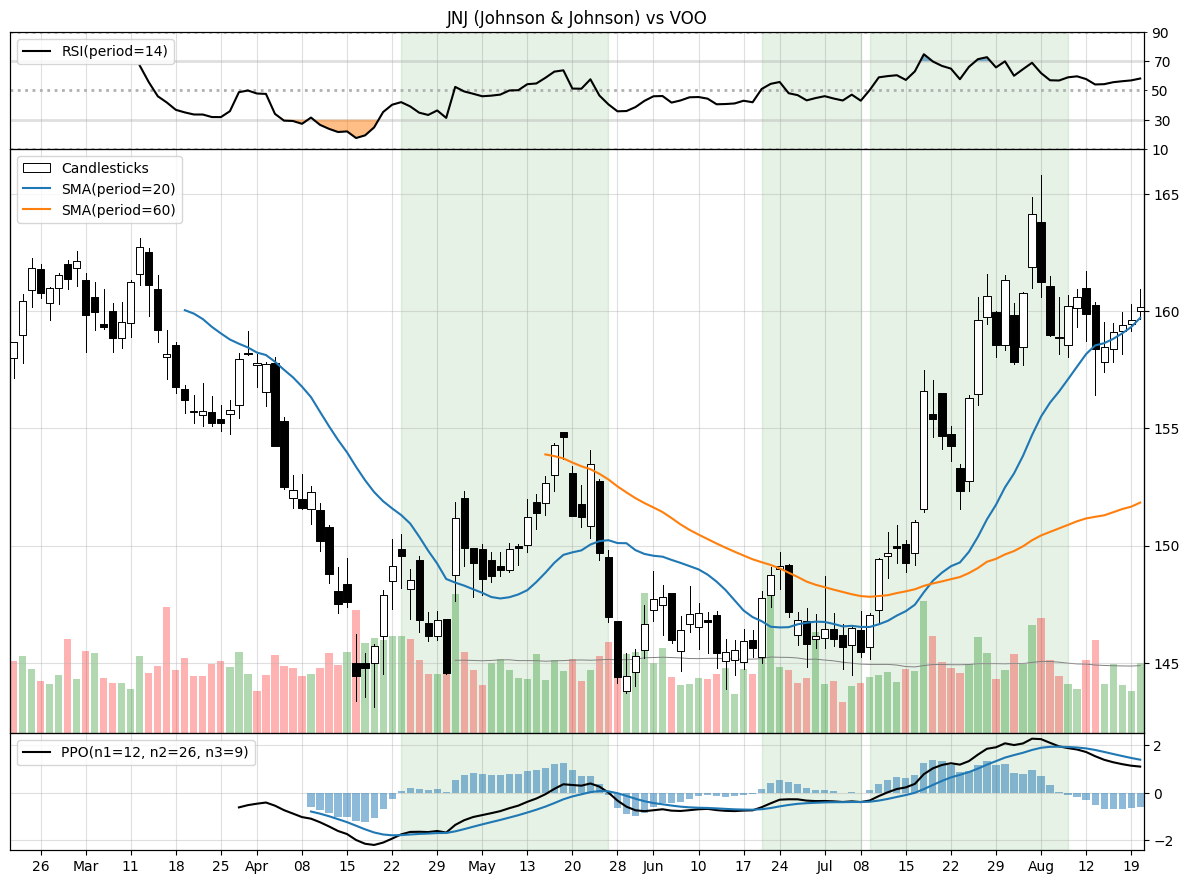 JNJ (Johnson & Johnson) vs VOO
RSI(period=14)
90
70
50
30
10
Candlesticks
SMA(period=20)
SMA(period=60)
165
160
155
150
145
PPO(n1=12, n2=26, n3=9)
2
0
−2
26 Mar 11 18 25 Apr 08 15 22 29 May 13 20 28 Jun 10 17 24 Jul 08 15 22 29 Aug 12 19